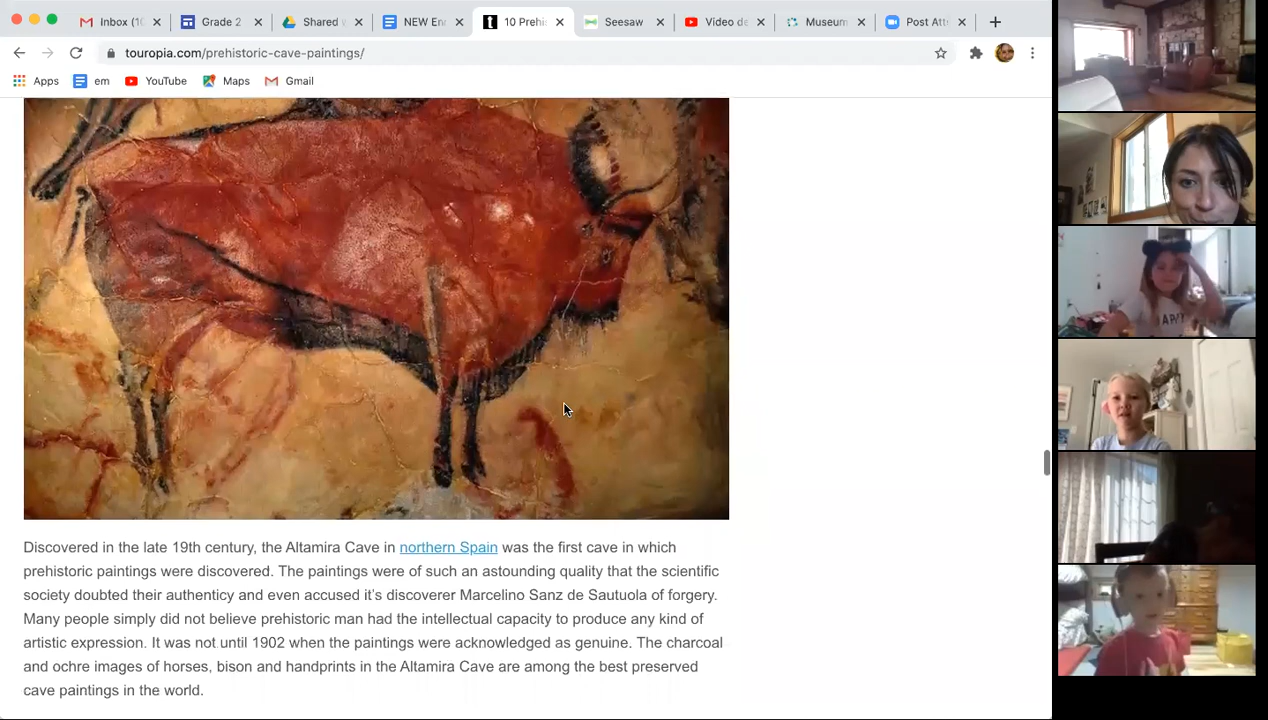 Inbox (10
Grade 2
Shared w
NEW En
10 Prehi
Seesaw
Video de
Museum
Post Att
touropia.com/prehistoric-cave-paintings/
Apps
em
YouTube
Maps
Gmail
Discovered in the late 19th century, the Altamira Cave in northern Spain was the first cave in which
prehistoric paintings were discovered. The paintings were of such an astounding quality that the scientific
society doubted their authenticy and even accused it's discoverer Marcelino Sanz de Sautuola of forgery.
Many people simply did not believe prehistoric man had the intellectual capacity to produce any kind of
artistic expression. It was not until 1902 when the paintings were acknowledged as genuine. The charcoal
and ochre images of horses, bison and handprints in the Altamira Cave are among the best preserved
cave paintings in the world.